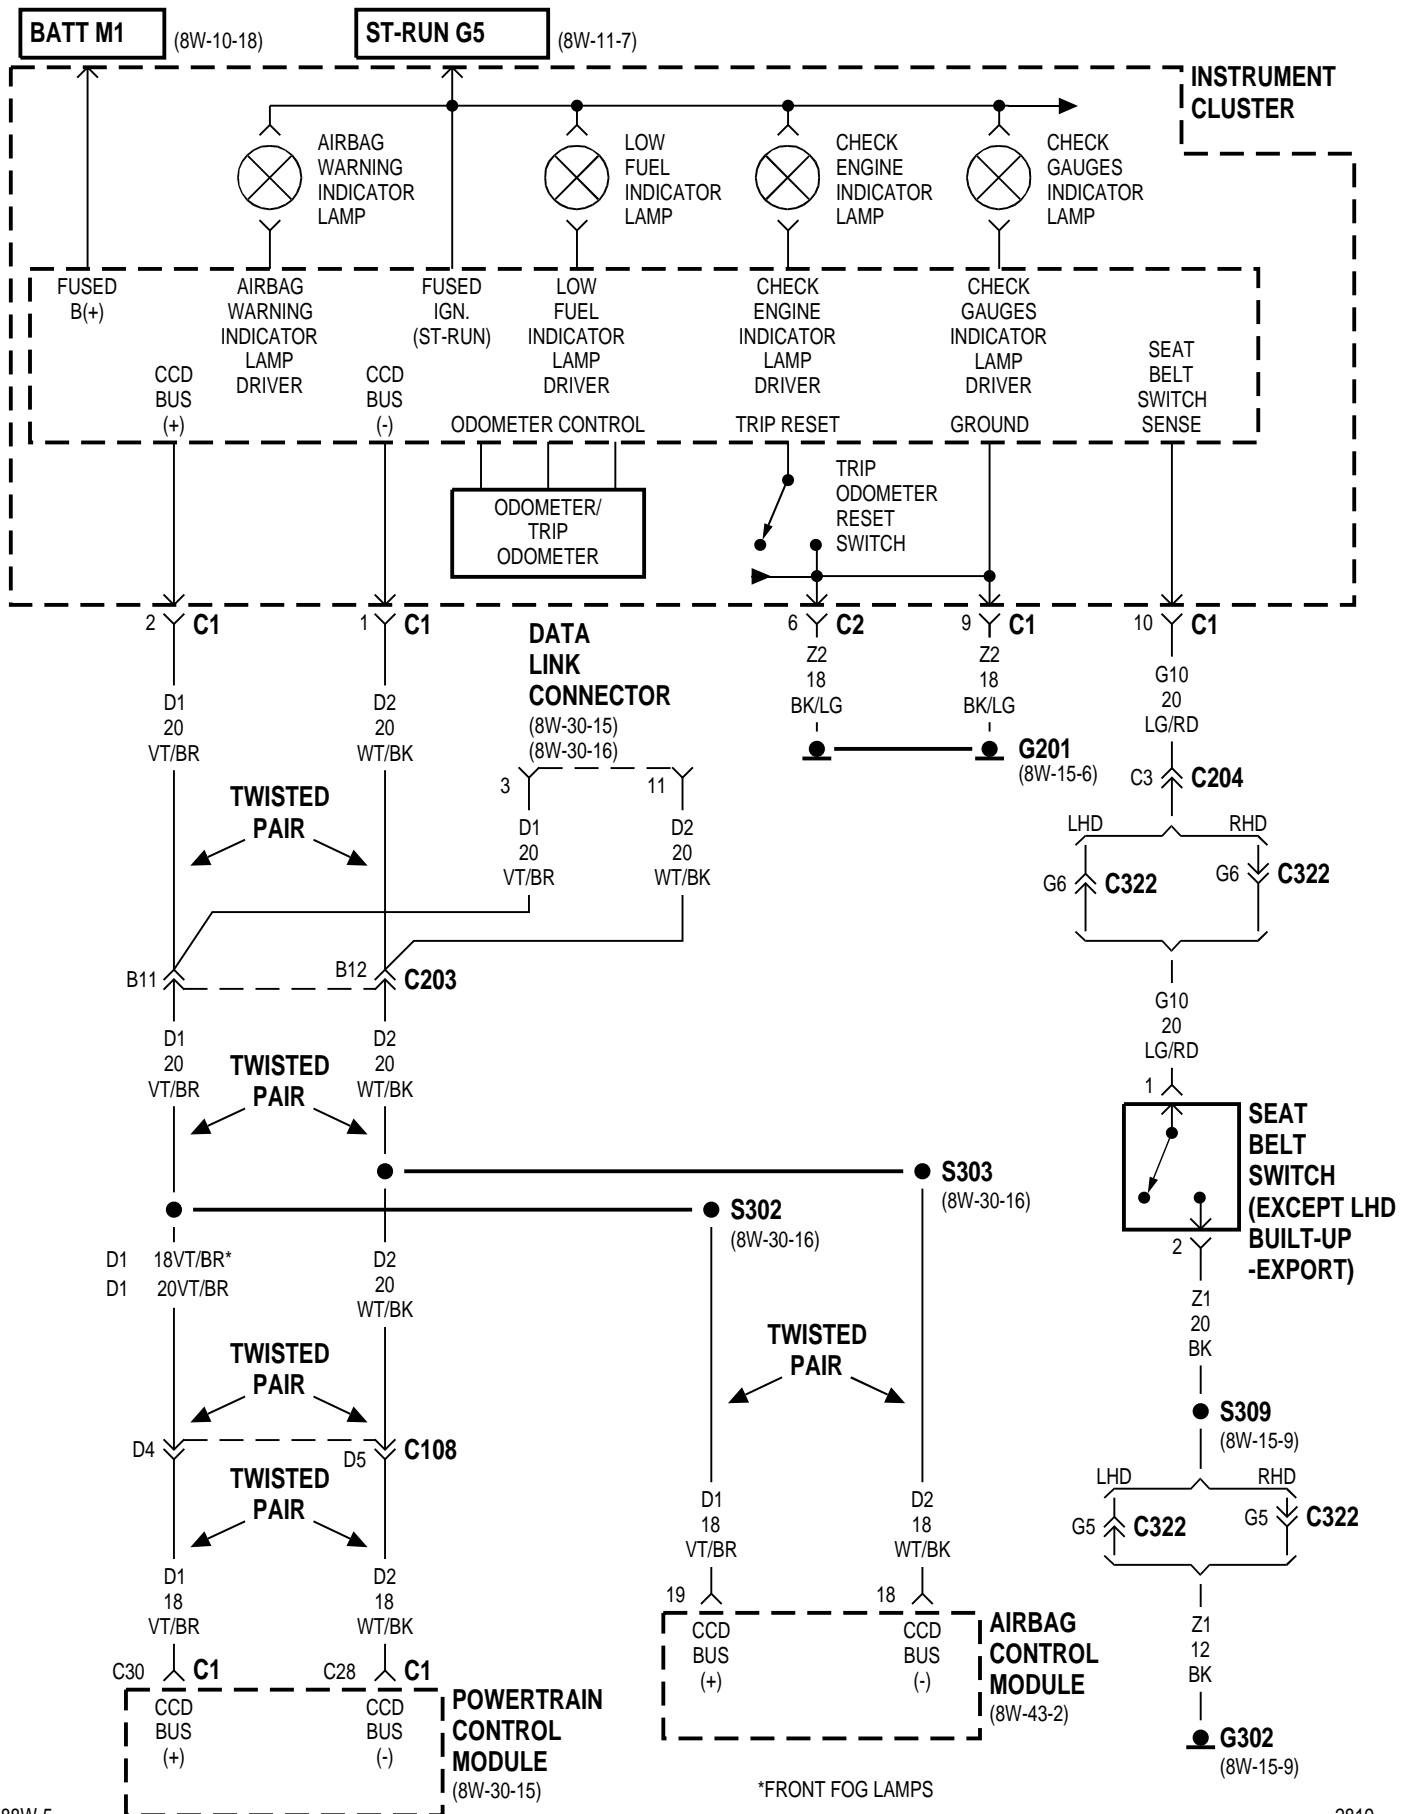 BATT M1
(8W-10-18)
ST-RUN G5
(8W-11-7)
INSTRUMENT
CLUSTER
AIRBAG
WARNING
INDICATOR
LAMP
LOW
FUEL
INDICATOR
LAMP
CHECK
ENGINE
INDICATOR
LAMP
CHECK
GAUGES
INDICATOR
LAMP
FUSED
B(+)
AIRBAG
WARNING
INDICATOR
LAMP
DRIVER
FUSED
IGN.
(ST-RUN)
LOW
FUEL
INDICATOR
LAMP
DRIVER
CHECK
ENGINE
INDICATOR
LAMP
DRIVER
CHECK
GAUGES
INDICATOR
LAMP
DRIVER
SEAT
BELT
SWITCH
SENSE
CCD
BUS
(+)
CCD
BUS
(-)
ODOMETER CONTROL
TRIP RESET
GROUND
ODOMETER/
TRIP
ODOMETER
TRIP
ODOMETER
RESET
SWITCH
2
C1
1
C1
6
C2
9
C1
10
C1
DATA
LINK
CONNECTOR
(8W-30-15)
(8W-30-16)
D1
20
VT/BR
D2
20
WT/BK
Z2
18
BK/LG
Z2
18
BK/LG
G10
20
LG/RD
G201
(8W-15-6)
C3
C204
TWISTED
PAIR
3
11
D1
20
VT/BR
D2
20
WT/BK
LHD
RHD
G6
C322
G6
C322
B11
B12
C203
G10
20
LG/RD
D1
20
VT/BR
D2
20
WT/BK
TWISTED
PAIR
1
SEAT
BELT
SWITCH
(EXCEPT LHD
BUILT-UP
-EXPORT)
2
S303
(8W-30-16)
S302
(8W-30-16)
D1 18VT/BR*
D1 20VT/BR
D2
20
WT/BK
Z1
20
BK
TWISTED
PAIR
TWISTED
PAIR
S309
(8W-15-9)
D4
D5
C108
TWISTED
PAIR
LHD
RHD
G5
C322
G5
C322
D1
18
VT/BR
D2
18
WT/BK
D1
18
VT/BR
D2
18
WT/BK
19
18
CCD
BUS
(+)
CCD
BUS
(-)
AIRBAG
CONTROL
MODULE
(8W-43-2)
Z1
12
BK
C30
C1
C28
C1
CCD
BUS
(+)
CCD
BUS
(-)
POWERTRAIN
CONTROL
MODULE
(8W-30-15)
G302
(8W-15-9)
*FRONT FOG LAMPS